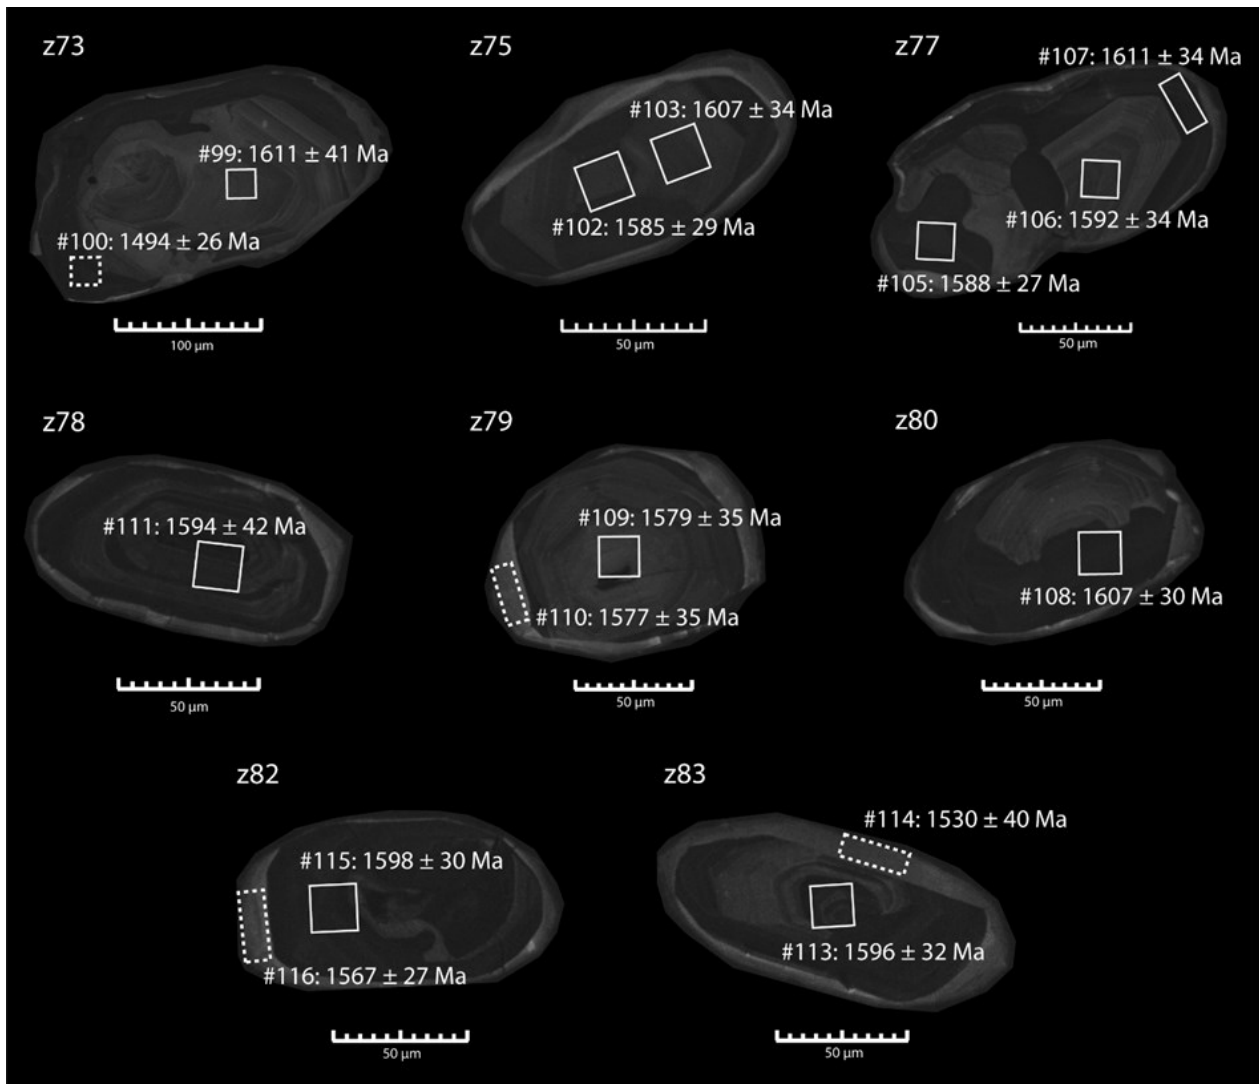 z73
z75
z77
#107: 1611 ± 34 Ma
#103: 1607 ± 34 Ma
#99: 1611 ± 41 Ma
#102: 1585 ± 29 Ma
#106: 1592 ± 34 Ma
#100: 1494 ± 26 Ma
#105: 1588 ± 27 Ma
100 μm
50 μm
50 μm
z78
z79
z80
#111: 1594 ± 42 Ma
#109: 1579 ± 35 Ma
#108: 1607 ± 30 Ma
#110: 1577 ± 35 Ma
50 μm
50 μm
50 μm
z82
z83
#114: 1530 ± 40 Ma
#115: 1598 ± 30 Ma
#113: 1596 ± 32 Ma
#116: 1567 ± 27 Ma
50 μm
50 μm